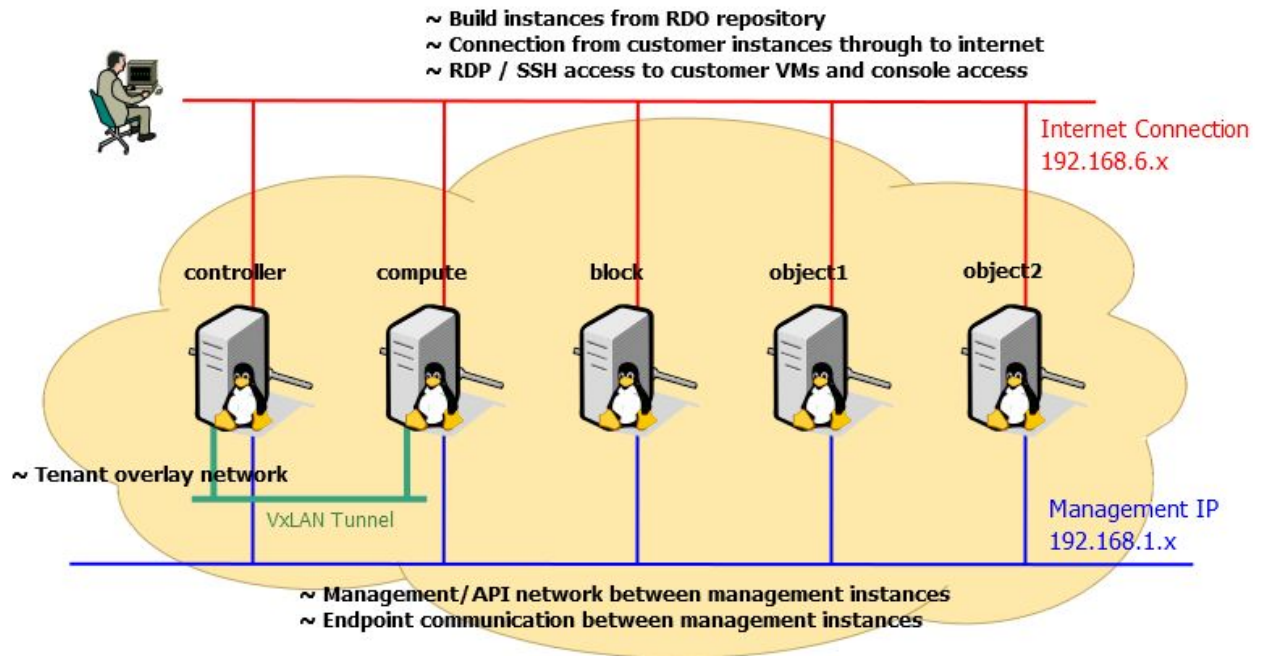 ~ Build instances from RDO repository
~ Connection from customer instances through to internet
~ RDP / SSH access to customer VMs and console access
Internet Connection
192.168.6.x
controller
compute
block
object1
object2
~ Tenant overlay network
VxLAN Tunnel
Management IP
192.168.1.x
~ Management/API network between management instances
~ Endpoint communication between management instances